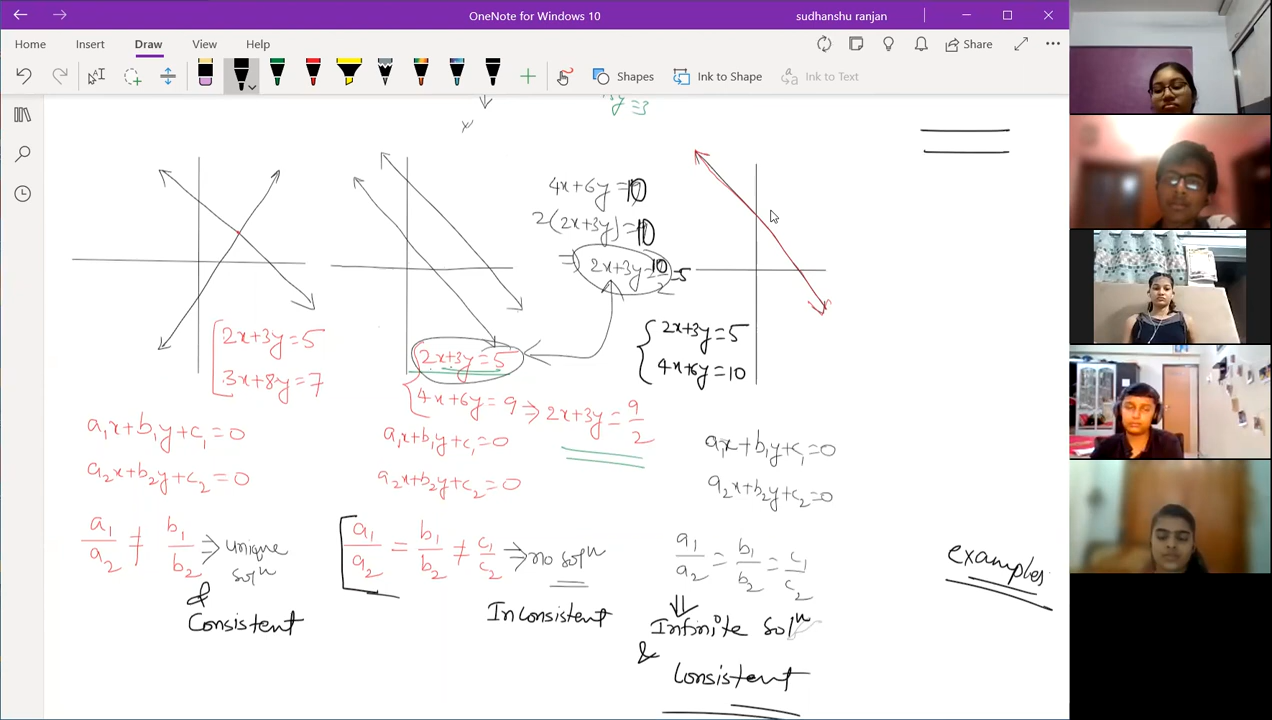 OneNote for Windows 10
sudhanshu ranjan
Home Insert Draw View Help
Share
Shapes Ink to Shape Ink to Text
y=3
4x+6y=10
2(2x+3y)=10
⇒ 2x+3y=10/2=5
2x+3y=5
3x+8y=7
2x+3y=5
4x+6y=9 ⇒ 2x+3y=9/2
2x+3y=5
4x+6y=10
a₁x+b₁y+c₁=0
a₂x+b₂y+c₂=0
a₁/a₂ ≠ b₁/b₂ ⇒ unique solⁿ
&
Consistent
a₁x+b₁y+c₁=0
a₂x+b₂y+c₂=0
a₁/a₂ = b₁/b₂ ≠ c₁/c₂ ⇒ no solⁿ
Inconsistent
a₁x+b₁y+c₁=0
a₂x+b₂y+c₂=0
a₁/a₂ = b₁/b₂ = c₁/c₂
⇓
Infinite solⁿ
&
Consistent
examples